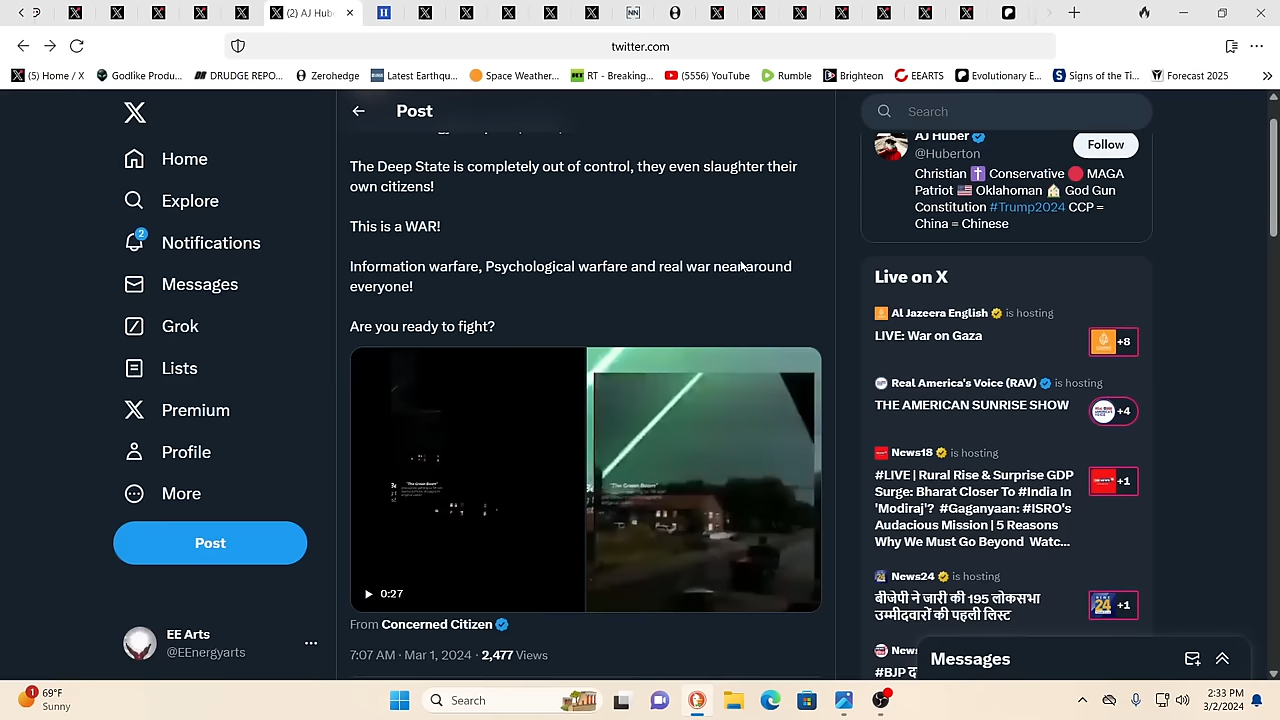 (2) AJ Hub
twitter.com
(5) Home / X
Godlike Produ...
DRUDGE REPO...
Zerohedge
Latest Earthqu...
Space Weather...
RT - Breaking...
(5556) YouTube
Rumble
Brighteon
EEARTS
Evolutionary E...
Signs of the Ti...
Forecast 2025
Home
Explore
2
Notifications
Messages
Grok
Lists
Premium
Profile
More
Post
EE Arts
@EEnergyarts
Post
The Deep State is completely out of control, they even slaughter their
own citizens!
This is a WAR!
Information warfare, Psychological warfare and real war near around
everyone!
Are you ready to fight?
"The Green Beam"
0:27
From Concerned Citizen
7:07 AM · Mar 1, 2024 · 2,477 Views
Search
AJ Huber
@Huberton
Follow
Christian ✝️ Conservative 🔴 MAGA
Patriot 🇺🇸 Oklahoman 🏠 God Gun
Constitution #Trump2024 CCP =
China = Chinese
Live on X
Al Jazeera English is hosting
LIVE: War on Gaza
+8
Real America's Voice (RAV) is hosting
THE AMERICAN SUNRISE SHOW
+4
News18 is hosting
#LIVE | Rural Rise & Surprise GDP
Surge: Bharat Closer To #India In
'Modiraj'? #Gaganyaan: #ISRO's
Audacious Mission | 5 Reasons
Why We Must Go Beyond Watc...
+1
News24 is hosting
बीजेपी ने जारी की 195 लोकसभा
उम्मीदवारों की पहली लिस्ट
+1
#BJP
Messages
1
69°F
Sunny
Search
2:33 PM
3/2/2024